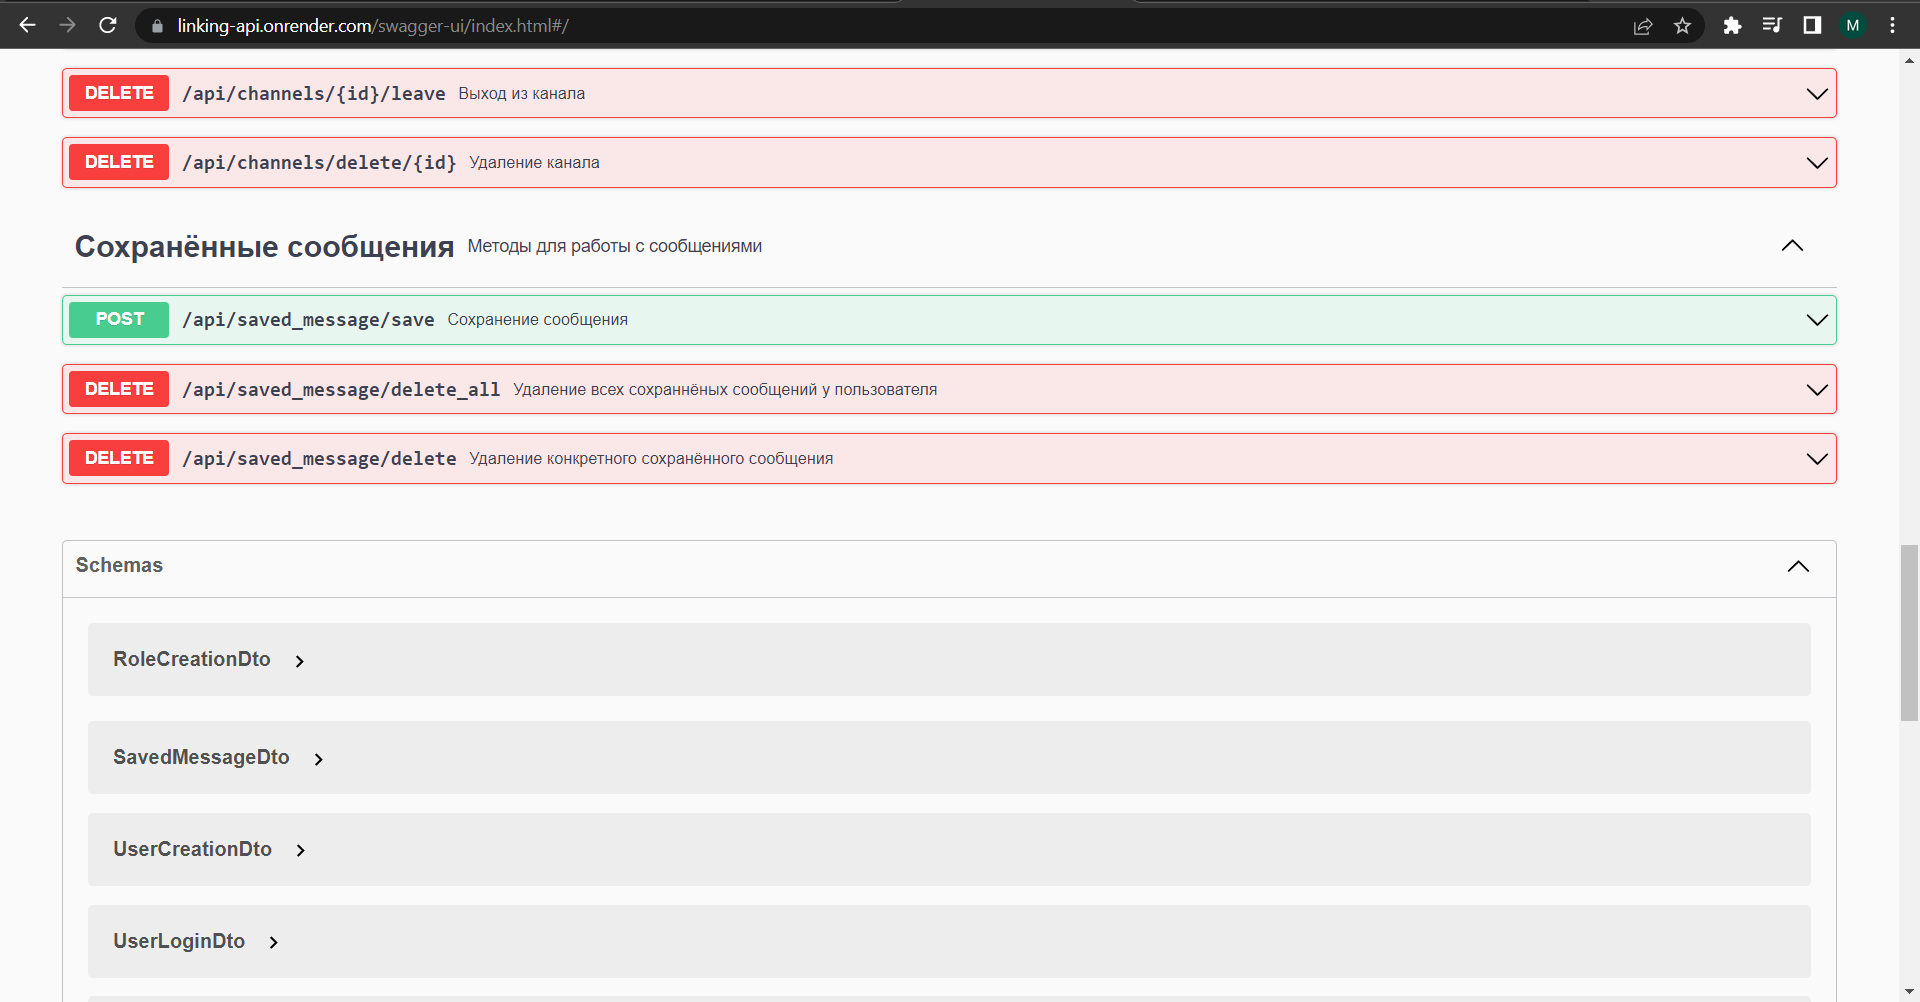 linking-api.onrender.com/swagger-ui/index.html#/
M
DELETE /api/channels/{id}/leave Выход из канала
DELETE /api/channels/delete/{id} Удаление канала
Сохранённые сообщения Методы для работы с сообщениями
POST /api/saved_message/save Сохранение сообщения
DELETE /api/saved_message/delete_all Удаление всех сохраннёных сообщений у пользователя
DELETE /api/saved_message/delete Удаление конкретного сохранённого сообщения
Schemas
RoleCreationDto
SavedMessageDto
UserCreationDto
UserLoginDto